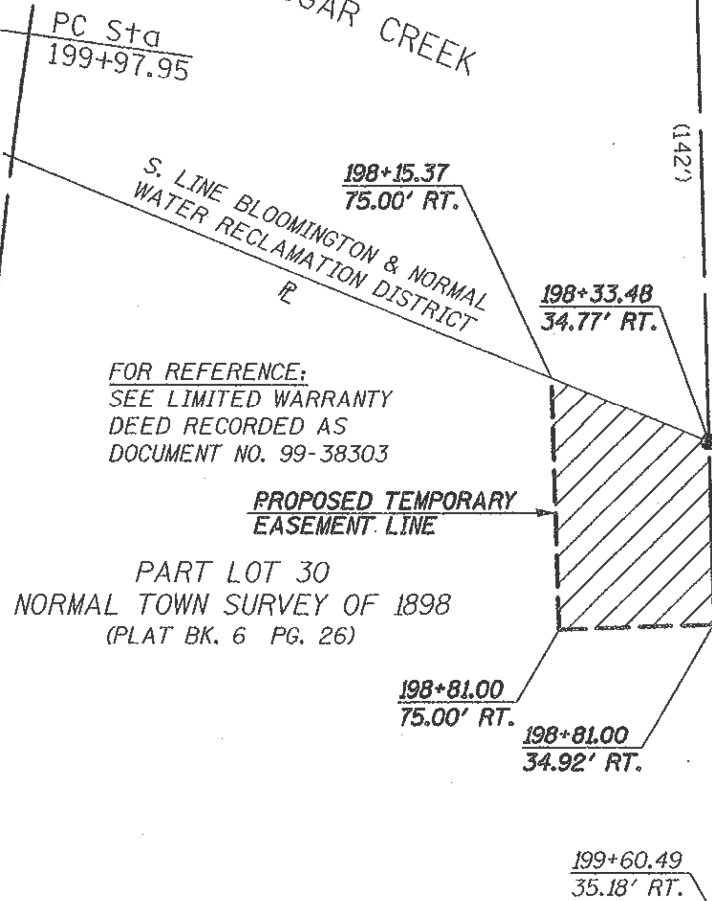 GAR CREEK
PC Sta
199+97.95
(142')
S. LINE BLOOMINGTON & NORMAL
WATER RECLAMATION DISTRICT
198+15.37
75.00' RT.
198+33.48
34.77' RT.
FOR REFERENCE:
SEE LIMITED WARRANTY
DEED RECORDED AS
DOCUMENT NO. 99-38303
PROPOSED TEMPORARY
EASEMENT LINE
PART LOT 30
NORMAL TOWN SURVEY OF 1898
(PLAT BK. 6 PG. 26)
198+81.00
75.00' RT.
198+81.00
34.92' RT.
199+60.49
35.18' RT.